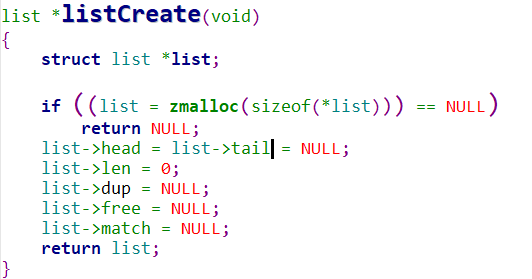 list *listCreate(void)
{
    struct list *list;

    if ((list = zmalloc(sizeof(*list))) == NULL)
        return NULL;
    list->head = list->tail = NULL;
    list->len = 0;
    list->dup = NULL;
    list->free = NULL;
    list->match = NULL;
    return list;
}